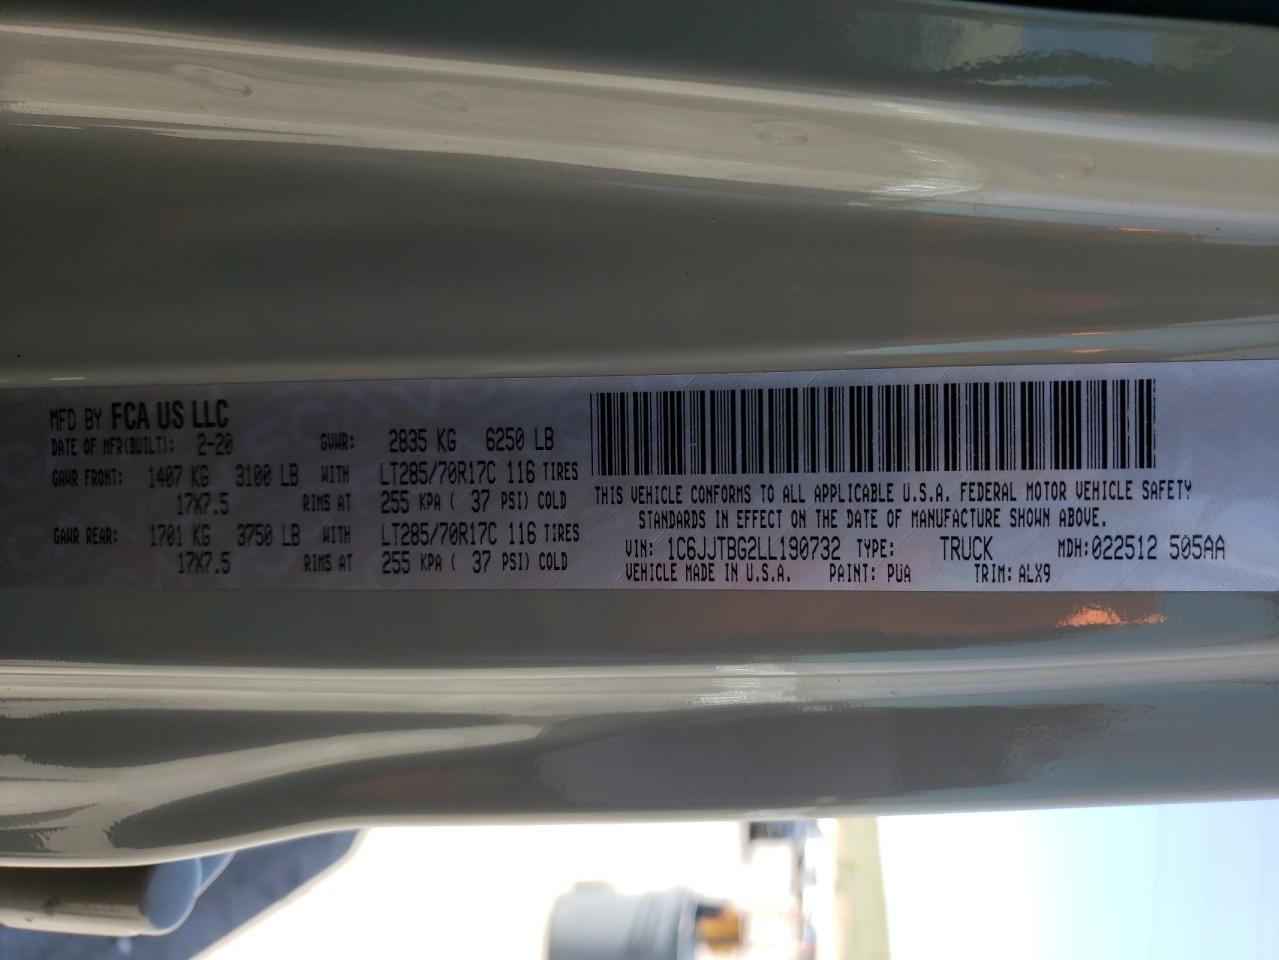 MFD BY FCA US LLC
DATE OF MFR(BUILT): 2-20 GVWR: 2835 KG 6250 LB
GAWR FRONT: 1407 KG 3100 LB WITH LT285/70R17C 116 TIRES
17X7.5 RIMS AT 255 KPA ( 37 PSI) COLD
GAWR REAR: 1701 KG 3750 LB WITH LT285/70R17C 116 TIRES
17X7.5 RIMS AT 255 KPA ( 37 PSI) COLD
THIS VEHICLE CONFORMS TO ALL APPLICABLE U.S.A. FEDERAL MOTOR VEHICLE SAFETY
STANDARDS IN EFFECT ON THE DATE OF MANUFACTURE SHOWN ABOVE.
VIN: 1C6JJTBG2LL190732 TYPE: TRUCK MDH: 022512 505AA
VEHICLE MADE IN U.S.A. PAINT: PUA TRIM: ALX9